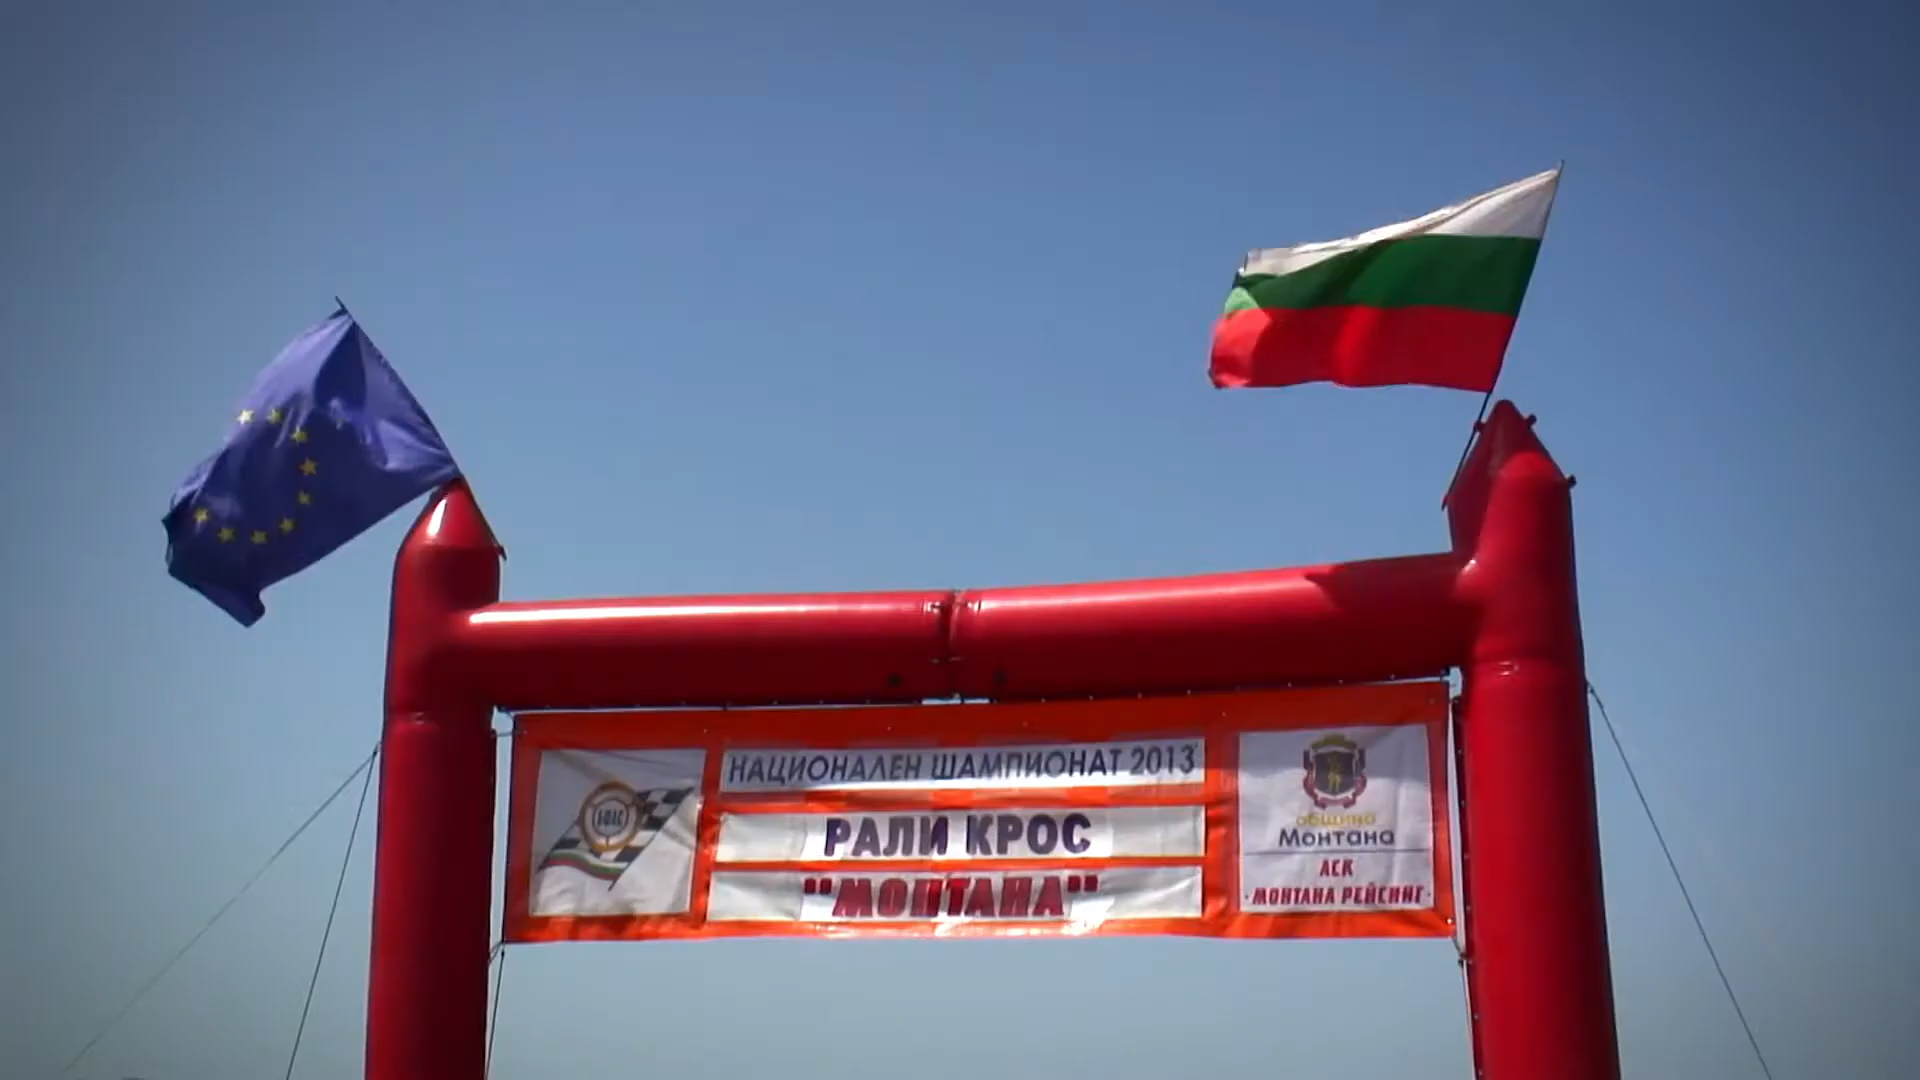 НАЦИОНАЛЕН ШАМПИОНАТ 2013
РАЛИ КРОС
"МОНТАНА"
община
Монтана
АСК
"МОНТАНА РЕЙСИНГ"